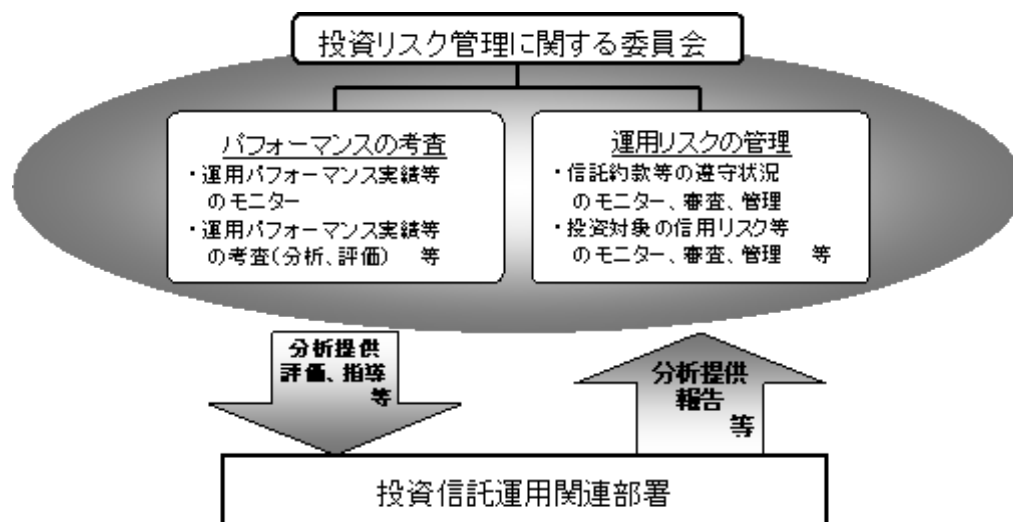 投資リスク管理に関する委員会
パフォーマンスの考査
・運用パフォーマンス実績等
のモニター
・運用パフォーマンス実績等
の考査(分析、評価) 等
運用リスクの管理
・信託約款等の遵守状況
のモニター、審査、管理
・投資対象の信用リスク等
のモニター、審査、管理 等
分析提供
評価、指導
等
分析提供
報告
等
投資信託運用関連部署